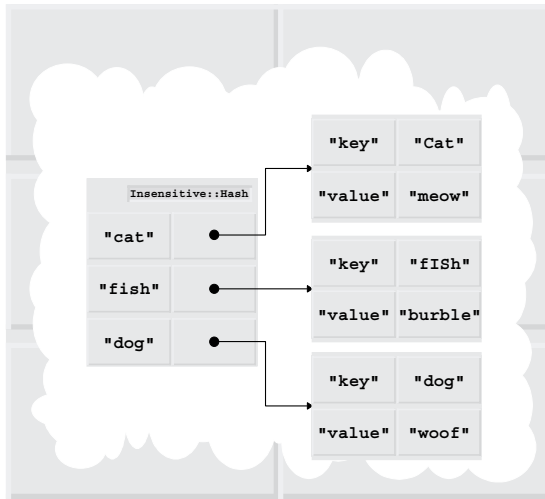 "key" "Cat"
"value" "meow"
Insensitive::Hash
"cat"
"fish"
"dog"
"key" "fISh"
"value" "burble"
"key" "dog"
"value" "woof"